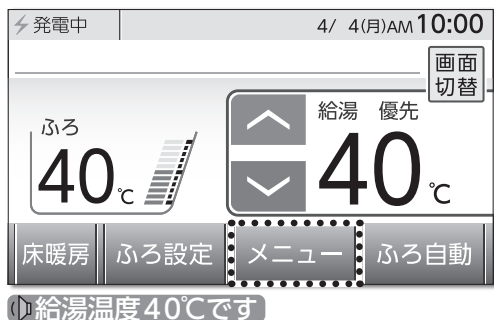 発電中 4/ 4(月)AM10:00
画面
切替
ふろ
40℃
給湯 優先
40℃
床暖房 ふろ設定 メニュー ふろ自動
給湯温度40℃です